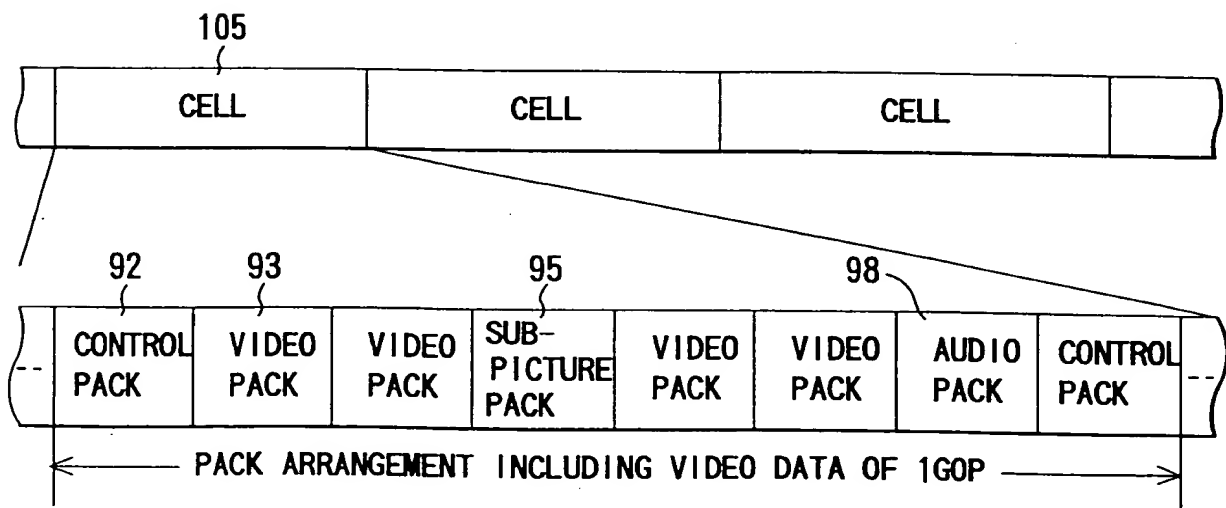 105
CELL CELL CELL
92 93 95 98
CONTROL PACK
VIDEO PACK
VIDEO PACK
SUB-PICTURE PACK
VIDEO PACK
VIDEO PACK
AUDIO PACK
CONTROL PACK
-- --
PACK ARRANGEMENT INCLUDING VIDEO DATA OF 1GOP